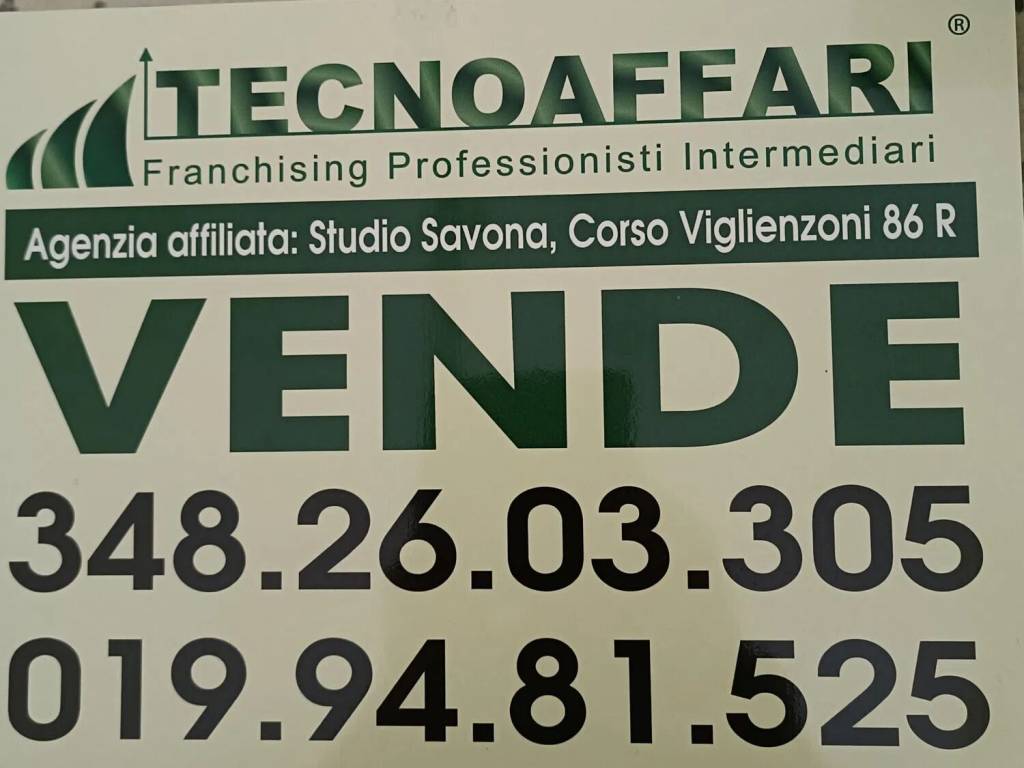 TECNOAFFARI ®
Franchising Professionisti Intermediari
Agenzia affiliata: Studio Savona, Corso Viglienzoni 86 R
VENDE
348.26.03.305
019.94.81.525